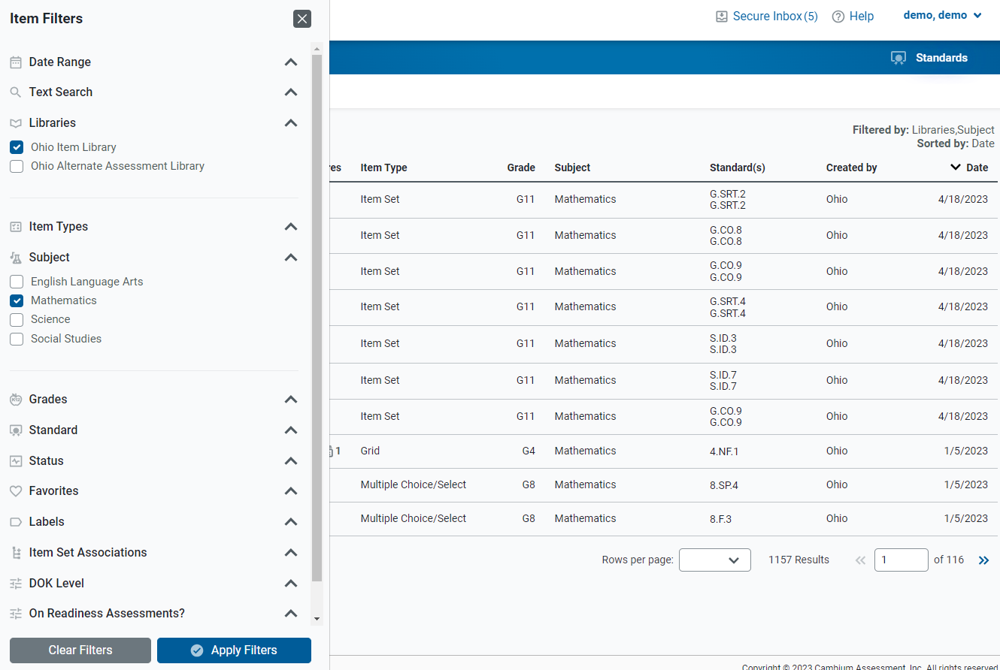 Item Filters
Date Range
Text Search
Libraries
Ohio Item Library
Ohio Alternate Assessment Library
Item Types
Subject
English Language Arts
Mathematics
Science
Social Studies
Grades
Standard
Status
Favorites
Labels
Item Set Associations
DOK Level
On Readiness Assessments?
Clear Filters
Apply Filters
Secure Inbox (5) Help demo, demo
Standards
Filtered by: Libraries,Subject
Sorted by: Date
res Item Type Grade Subject Standard(s) Created by Date
Item Set G11 Mathematics G.SRT.2 Ohio 4/18/2023
G.SRT.2
Item Set G11 Mathematics G.CO.8 Ohio 4/18/2023
G.CO.8
Item Set G11 Mathematics G.CO.9 Ohio 4/18/2023
G.CO.9
Item Set G11 Mathematics G.SRT.4 Ohio 4/18/2023
G.SRT.4
Item Set G11 Mathematics S.ID.3 Ohio 4/18/2023
S.ID.3
Item Set G11 Mathematics S.ID.7 Ohio 4/18/2023
S.ID.7
Item Set G11 Mathematics G.CO.9 Ohio 4/18/2023
G.CO.9
1 Grid G4 Mathematics 4.NF.1 Ohio 1/5/2023
Multiple Choice/Select G8 Mathematics 8.SP.4 Ohio 1/5/2023
Multiple Choice/Select G8 Mathematics 8.F.3 Ohio 1/5/2023
Rows per page: 1157 Results 1 of 116
Copyright © 2023 Cambium Assessment, Inc. All rights reserved